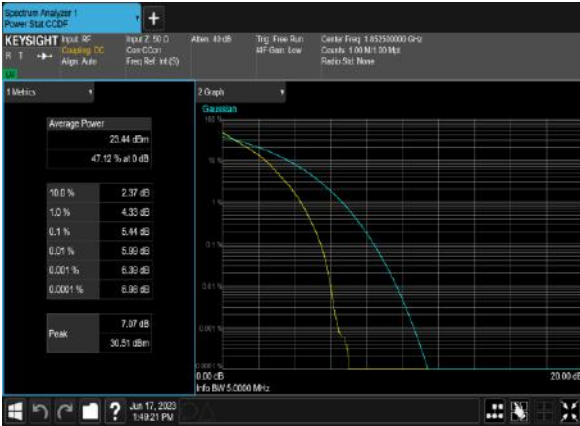 Spectrum Analyzer 1
Power Stat CCDF
+
KEYSIGHT
R T
Input: RF
Coupling: DC
Align: Auto
Input Z: 50 Ω
Corr CCorr
Freq Ref: Int (S)
Atten: 40 dB
Trig: Free Run
#IF Gain: Low
Center Freq: 1.852500000 GHz
Counts: 1.00 M/1.00 Mpt
Radio Std: None
1 Metrics
Average Power
23.44 dBm
47.12 % at 0 dB
10.0 % 2.37 dB
1.0 % 4.33 dB
0.1 % 5.44 dB
0.01 % 5.99 dB
0.001 % 6.39 dB
0.0001 % 6.98 dB
Peak
7.07 dB
30.51 dBm
2 Graph
Gaussian
100 %
10 %
1 %
0.1 %
0.01 %
0.001 %
0.0001 %
0.00 dB
20.00 dB
Info BW 5.0000 MHz
?
Jun 17, 2023
1:49:21 PM